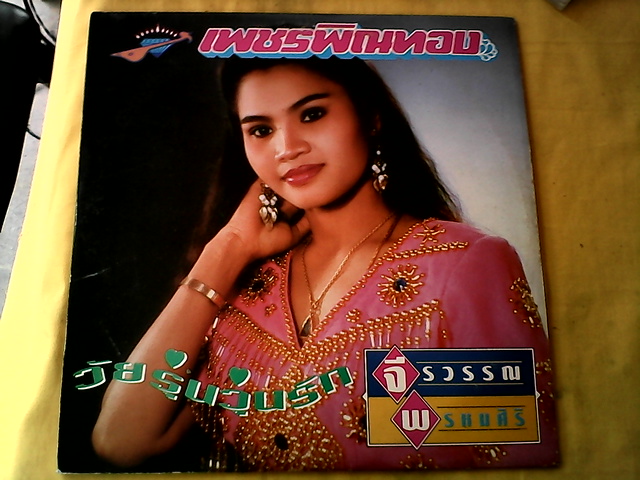 เพชรพิณทอง
วัยรุ่นวุ่นรัก
จีรวรรณ
พรชมศิริ